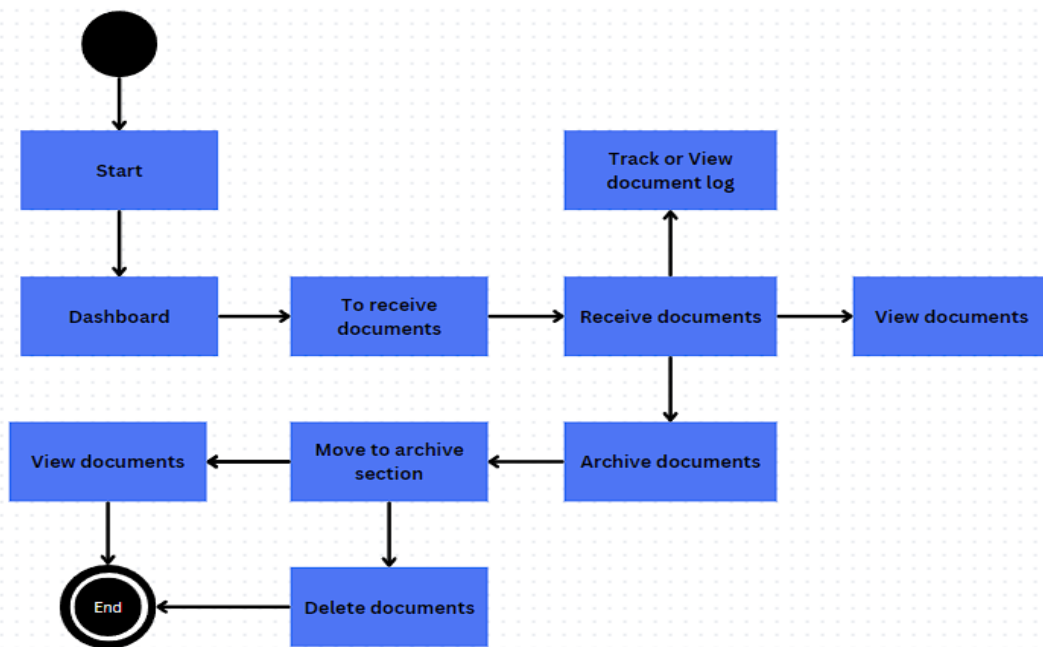 Start
Track or View
document log
Dashboard
To receive
documents
Receive documents
View documents
View documents
Move to archive
section
Archive documents
End
Delete documents